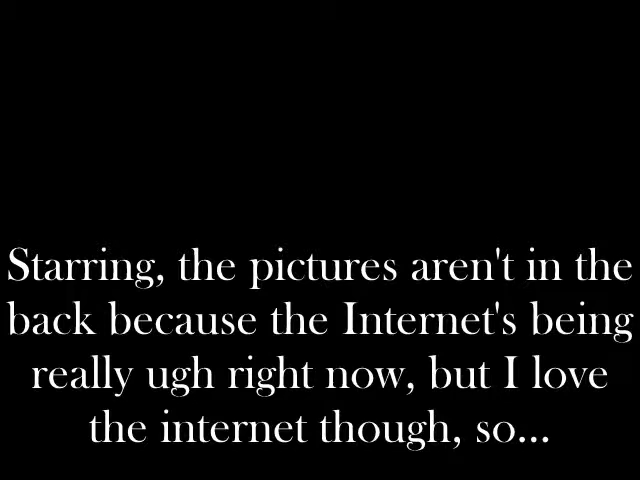 Starring, the pictures aren't in the
back because the Internet's being
really ugh right now, but I love
the internet though, so...